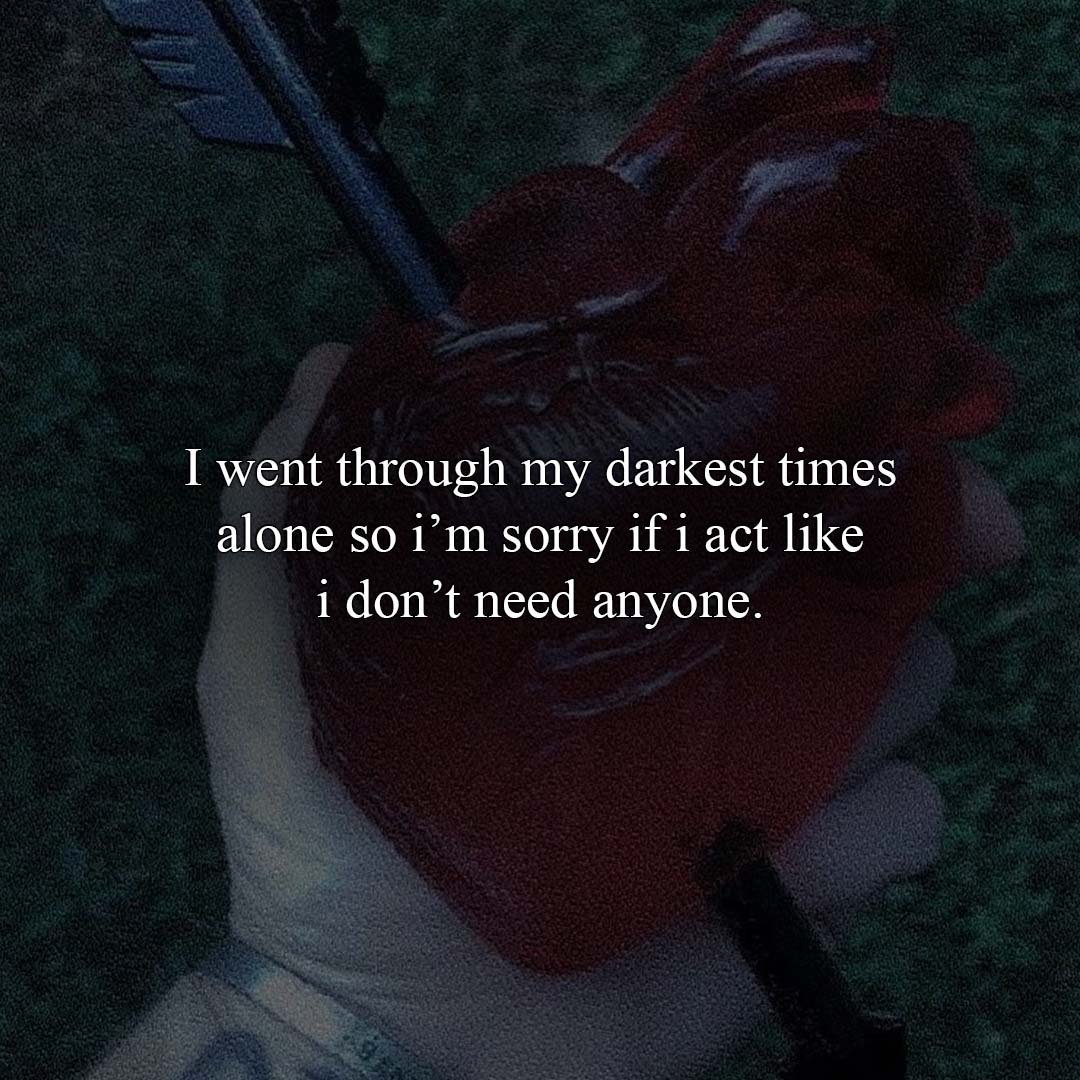 I went through my darkest times
alone so i’m sorry if i act like
i don’t need anyone.